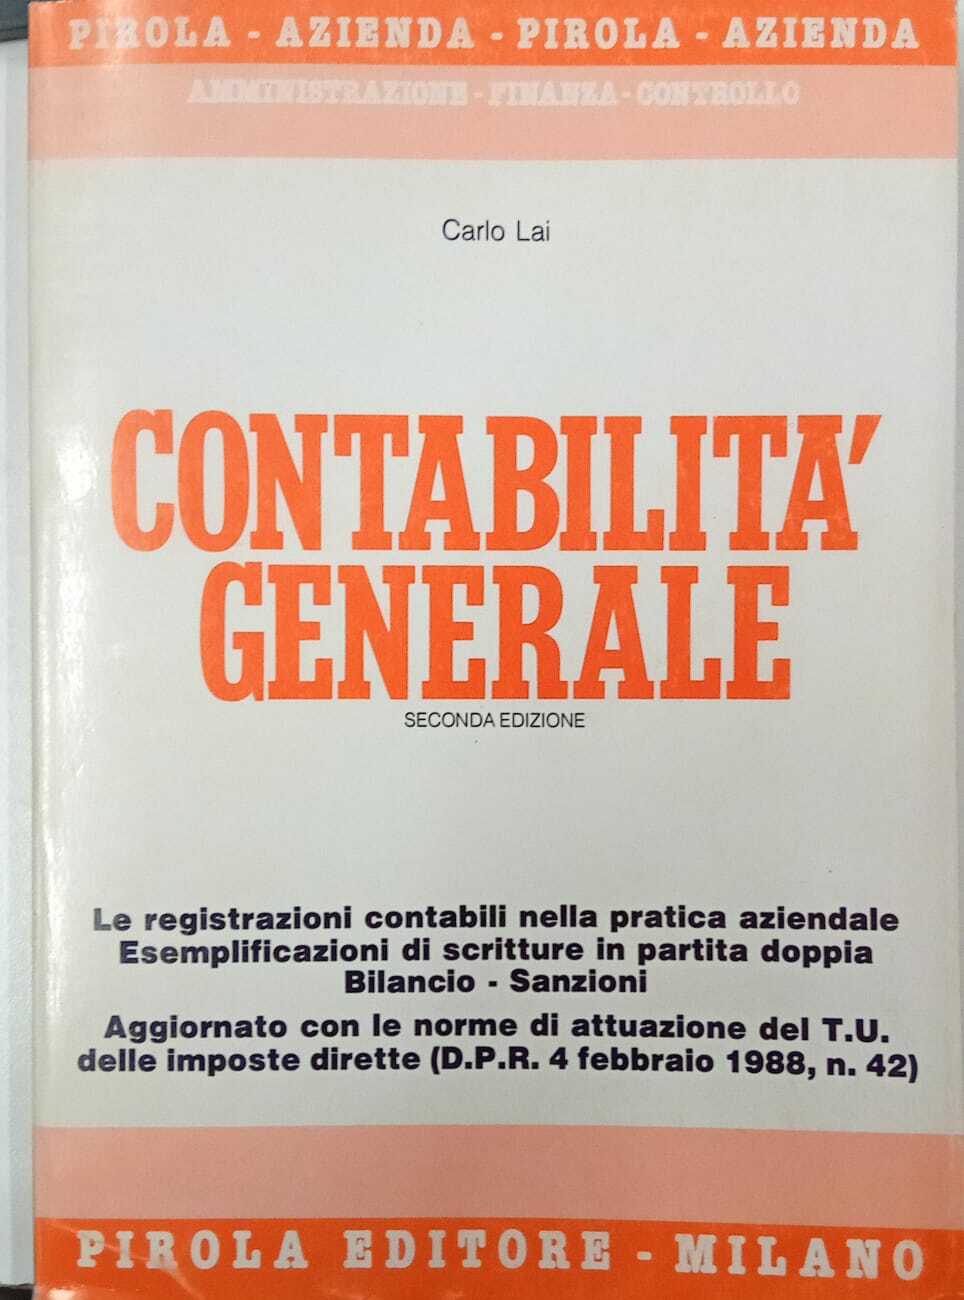 PIROLA - AZIENDA - PIROLA - AZIENDA
AMMINISTRAZIONE - FINANZA - CONTROLLO
Carlo Lai
CONTABILITA'
GENERALE
SECONDA EDIZIONE
Le registrazioni contabili nella pratica aziendale
Esemplificazioni di scritture in partita doppia
Bilancio - Sanzioni
Aggiornato con le norme di attuazione del T.U.
delle imposte dirette (D.P.R. 4 febbraio 1988, n. 42)
PIROLA EDITORE - MILANO